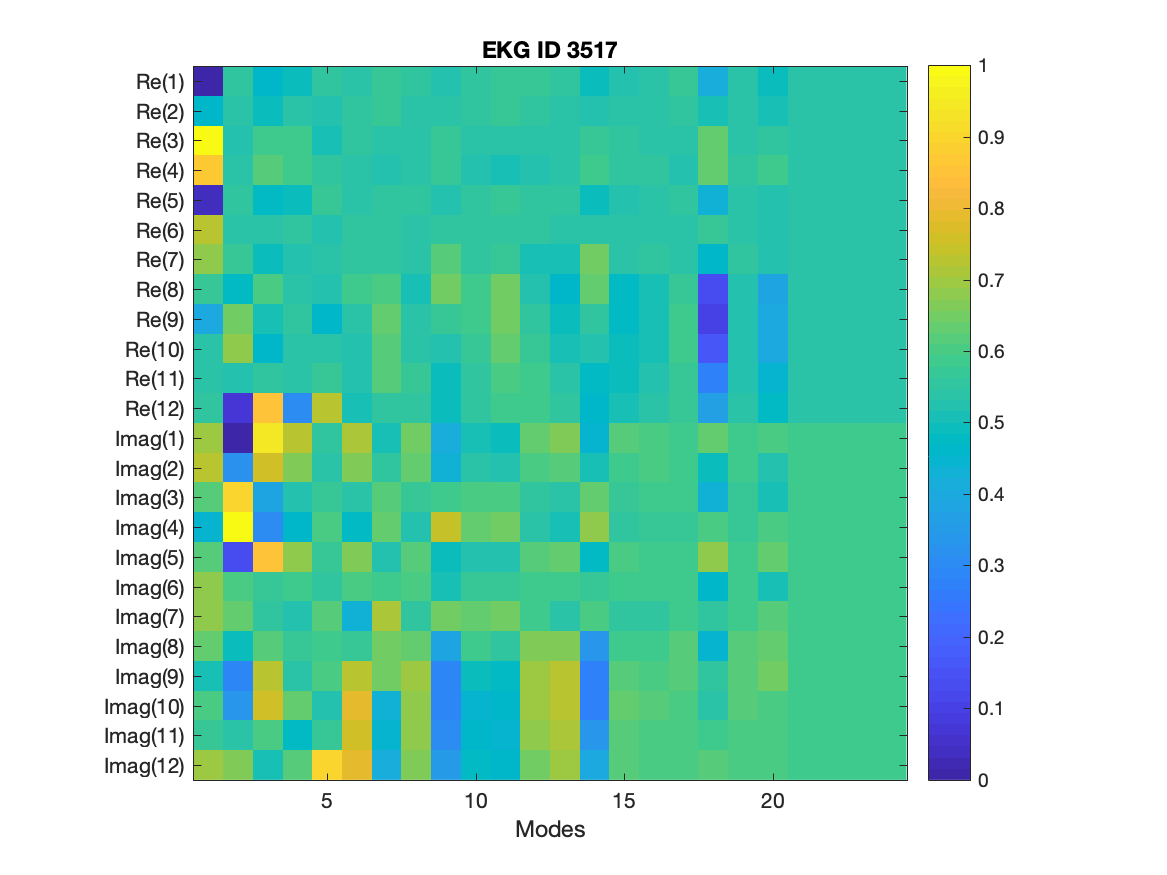 EKG ID 3517
Re(1)
Re(2)
Re(3)
Re(4)
Re(5)
Re(6)
Re(7)
Re(8)
Re(9)
Re(10)
Re(11)
Re(12)
Imag(1)
Imag(2)
Imag(3)
Imag(4)
Imag(5)
Imag(6)
Imag(7)
Imag(8)
Imag(9)
Imag(10)
Imag(11)
Imag(12)
5 10 15 20
Modes
1
0.9
0.8
0.7
0.6
0.5
0.4
0.3
0.2
0.1
0